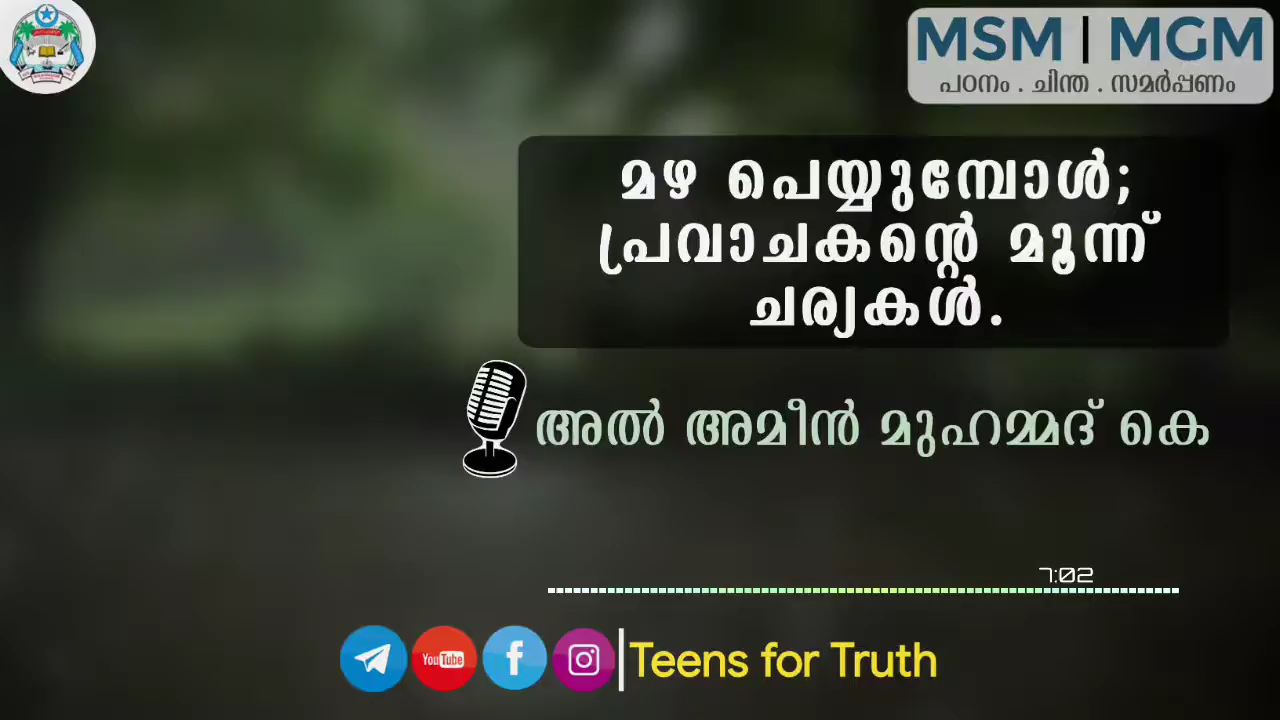 MSM | MGM
പഠനം . ചിന്ത . സമർപ്പണം
മഴ പെയ്യുമ്പോൾ;
പ്രവാചകന്റെ മൂന്ന്
ചര്യകൾ.
അൽ അമീൻ മുഹമ്മദ് കെ
7:02
YouTube
Teens for Truth